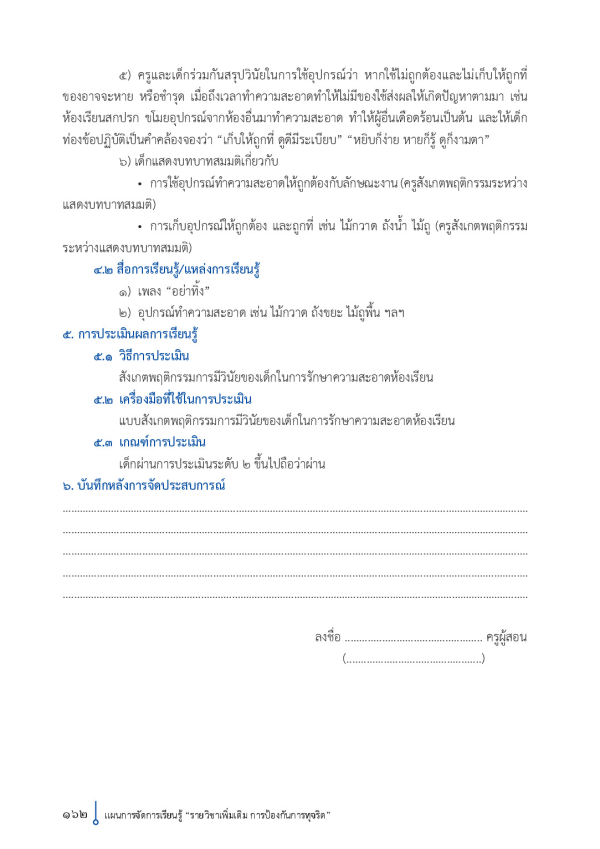 ๕) ครูและเด็กร่วมกันสรุปวินัยในการใช้อุปกรณ์ว่า หากใช้ไม่ถูกต้องและไม่เก็บให้ถูกที่
ของอาจจะหาย หรือชำรุด เมื่อถึงเวลาทำความสะอาดทำให้ไม่มีของใช้ส่งผลให้เกิดปัญหาตามมา เช่น
ห้องเรียนสกปรก ขโมยอุปกรณ์จากห้องอื่นมาทำความสะอาด ทำให้ผู้อื่นเดือดร้อนเป็นต้น และให้เด็ก
ท่องข้อปฏิบัติเป็นคำคล้องจองว่า “เก็บให้ถูกที่ ดูดีมีระเบียบ” “หยิบก็ง่าย หายก็รู้ ดูก็งามตา”
๖) เด็กแสดงบทบาทสมมติเกี่ยวกับ
• การใช้อุปกรณ์ทำความสะอาดให้ถูกต้องกับลักษณะงาน (ครูสังเกตพฤติกรรมระหว่าง
แสดงบทบาทสมมติ)
• การเก็บอุปกรณ์ให้ถูกต้อง และถูกที่ เช่น ไม้กวาด ถังน้ำ ไม้ถู (ครูสังเกตพฤติกรรม
ระหว่างแสดงบทบาทสมมติ)
๔.๒ สื่อการเรียนรู้/แหล่งการเรียนรู้
๑) เพลง “อย่าทิ้ง”
๒) อุปกรณ์ทำความสะอาด เช่น ไม้กวาด ถังขยะ ไม้ถูพื้น ฯลฯ
๕. การประเมินผลการเรียนรู้
๕.๑ วิธีการประเมิน
สังเกตพฤติกรรมการมีวินัยของเด็กในการรักษาความสะอาดห้องเรียน
๕.๒ เครื่องมือที่ใช้ในการประเมิน
แบบสังเกตพฤติกรรมการมีวินัยของเด็กในการรักษาความสะอาดห้องเรียน
๕.๓ เกณฑ์การประเมิน
เด็กผ่านการประเมินระดับ ๒ ขึ้นไปถือว่าผ่าน
๖. บันทึกหลังการจัดประสบการณ์
................................................................................
................................................................................
................................................................................
................................................................................
................................................................................
ลงชื่อ ................................................ ครูผู้สอน
(...............................................)
๑๖๒ แผนการจัดการเรียนรู้ “รายวิชาเพิ่มเติม การป้องกันการทุจริต”